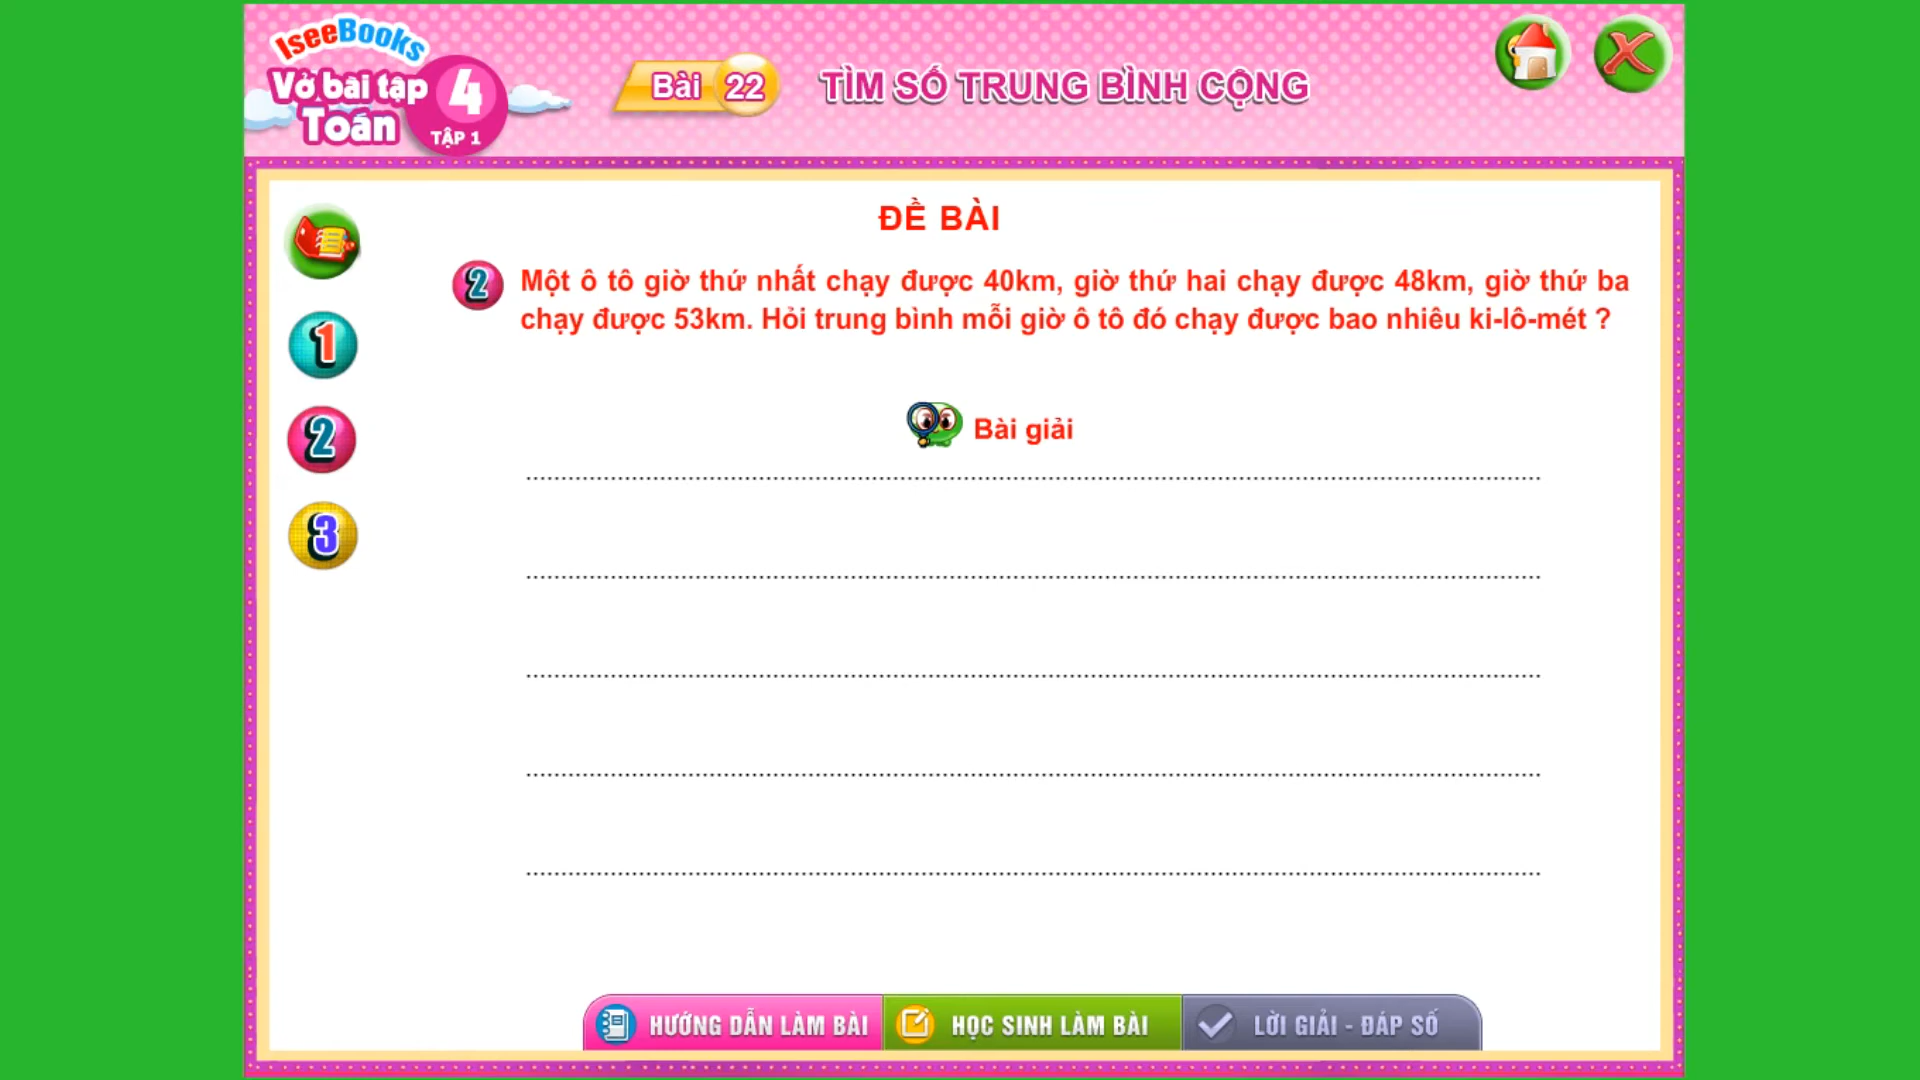 IseeBooks
Vở bài tập
Toán
4
TẬP 1
Bài 22
TÌM SỐ TRUNG BÌNH CỘNG
ĐỀ BÀI
1
2
3
2 Một ô tô giờ thứ nhất chạy được 40km, giờ thứ hai chạy được 48km, giờ thứ ba
chạy được 53km. Hỏi trung bình mỗi giờ ô tô đó chạy được bao nhiêu ki-lô-mét ?
Bài giải
HƯỚNG DẪN LÀM BÀI
HỌC SINH LÀM BÀI
LỜI GIẢI - ĐÁP SỐ